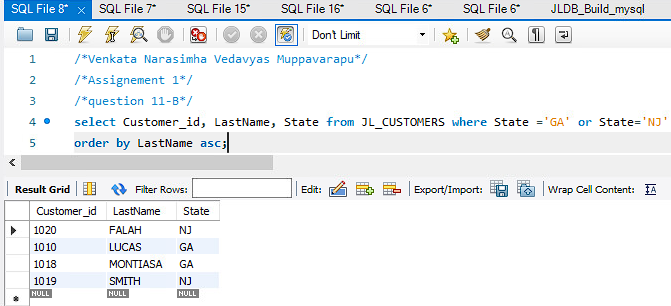 SQL File 8* SQL File 7* SQL File 15* SQL File 16* SQL File 6* SQL File 6* JLDB_Build_mysql
Don't Limit
1 /*Venkata Narasimha Vedavyas Muppavarapu*/
2 /*Assignement 1*/
3 /*question 11-B*/
4 select Customer_id, LastName, State from JL_CUSTOMERS where State ='GA' or State='NJ'
5 order by LastName asc;
Result Grid Filter Rows: Edit: Export/Import: Wrap Cell Content:
Customer_id LastName State
1020 FALAH NJ
1010 LUCAS GA
1018 MONTIASA GA
1019 SMITH NJ
NULL NULL NULL